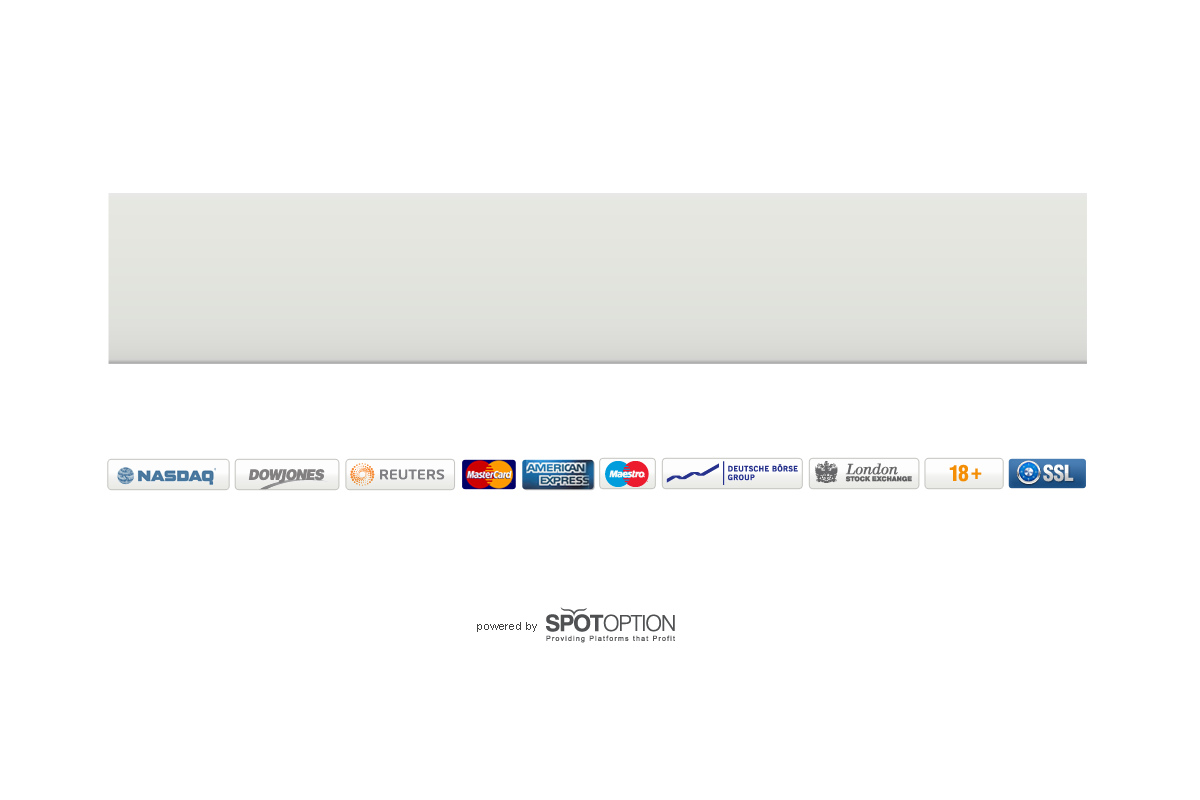 NASDAQ DOWJONES REUTERS MasterCard AMERICAN EXPRESS Maestro DEUTSCHE BÖRSE GROUP London STOCK EXCHANGE 18+ SSL
powered by SPOTOPTION
Providing Platforms that Profit